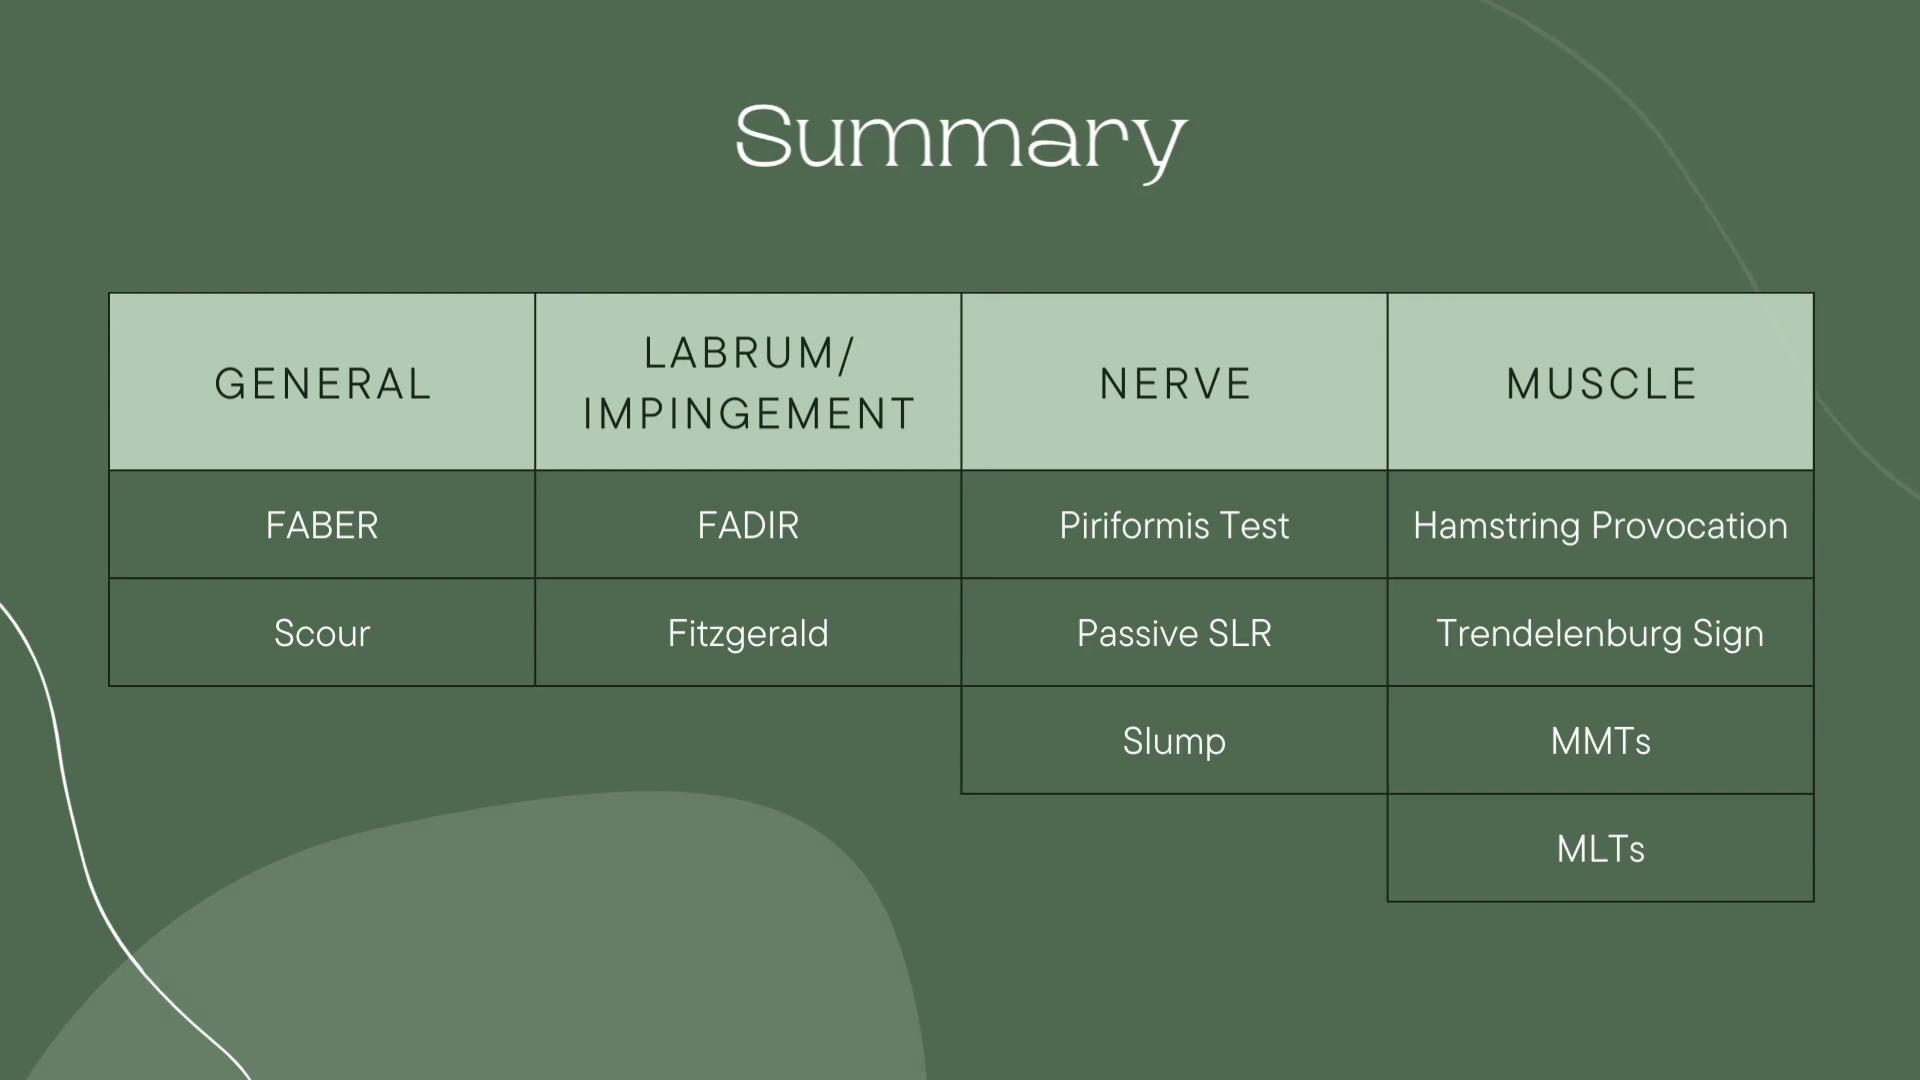 Summary
GENERAL
LABRUM/
IMPINGEMENT
NERVE
MUSCLE
FABER
FADIR
Piriformis Test
Hamstring Provocation
Scour
Fitzgerald
Passive SLR
Trendelenburg Sign
Slump
MMTs
MLTs